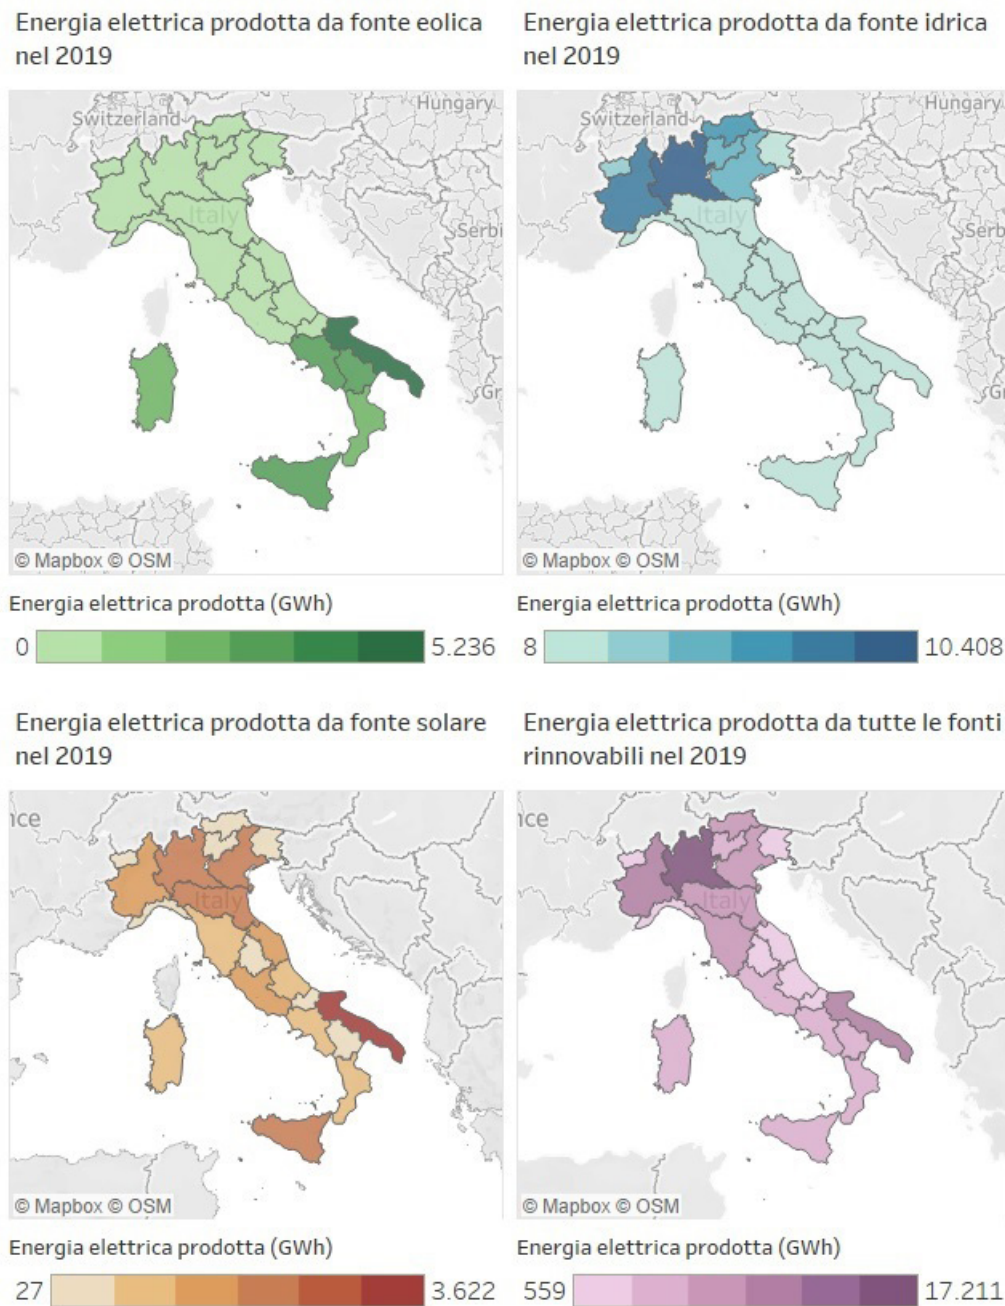 Energia elettrica prodotta da fonte eolica
nel 2019
Energia elettrica prodotta da fonte idrica
nel 2019
Switzerland
Hungary
Italy
Serbi
Gr
© Mapbox © OSM
Switzerland
Hungary
Italy
Serb
Gr
© Mapbox © OSM
Energia elettrica prodotta (GWh)
0 5.236
Energia elettrica prodotta (GWh)
8 10.408
Energia elettrica prodotta da fonte solare
nel 2019
Energia elettrica prodotta da tutte le fonti
rinnovabili nel 2019
nce
Italy
© Mapbox © OSM
nce
Italy
© Mapbox © OSM
Energia elettrica prodotta (GWh)
27 3.622
Energia elettrica prodotta (GWh)
559 17.211